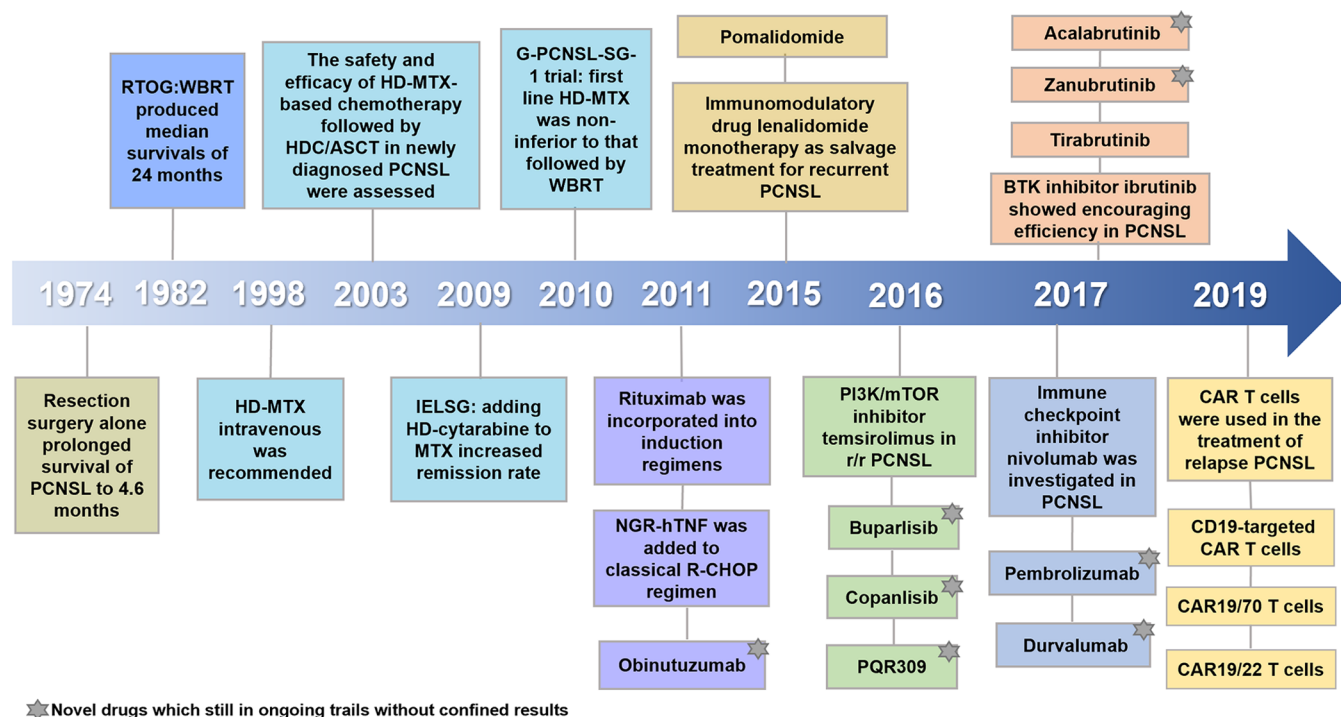 RTOG:WBRT
produced
median
survivals of
24 months
The safety and
efficacy of HD-MTX-
based chemotherapy
followed by
HDC/ASCT in newly
diagnosed PCNSL
were assessed
G-PCNSL-SG-
1 trial: first
line HD-MTX
was non-
inferior to that
followed by
WBRT
Pomalidomide
Immunomodulatory
drug lenalidomide
monotherapy as salvage
treatment for recurrent
PCNSL
Acalabrutinib
Zanubrutinib
Tirabrutinib
BTK inhibitor ibrutinib
showed encouraging
efficiency in PCNSL
1974 1982 1998 2003 2009 2010 2011 2015 2016 2017 2019
Resection
surgery alone
prolonged
survival of
PCNSL to 4.6
months
HD-MTX
intravenous
was
recommended
IELSG: adding
HD-cytarabine to
MTX increased
remission rate
Rituximab was
incorporated into
induction
regimens
NGR-hTNF was
added to
classical R-CHOP
regimen
Obinutuzumab
PI3K/mTOR
inhibitor
temsirolimus in
r/r PCNSL
Buparlisib
Copanlisib
PQR309
Immune
checkpoint
inhibitor
nivolumab was
investigated in
PCNSL
Pembrolizumab
Durvalumab
CAR T cells
were used in the
treatment of
relapse PCNSL
CD19-targeted
CAR T cells
CAR19/70 T cells
CAR19/22 T cells
Novel drugs which still in ongoing trails without confined results